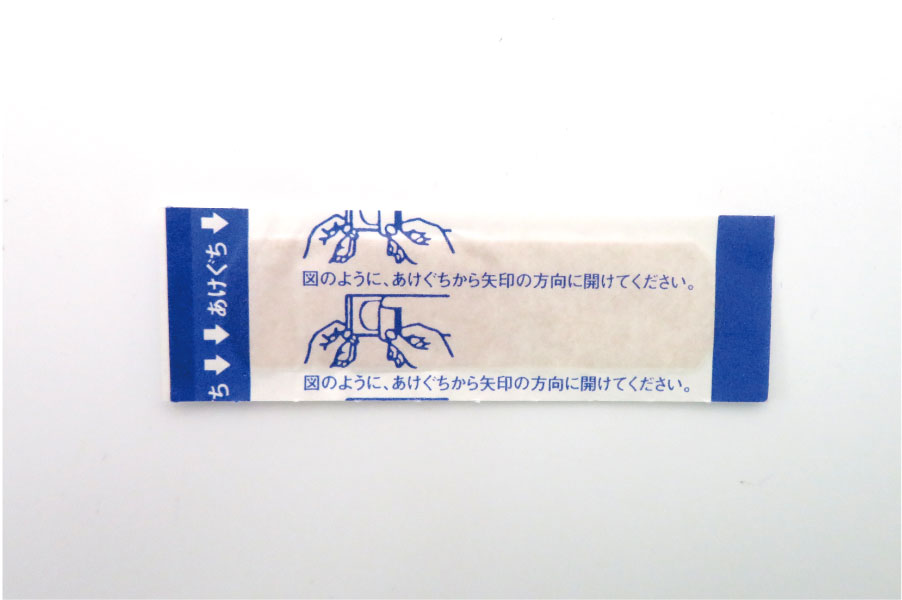 あけぐち
ち
図のように、あけぐちから矢印の方向に開けてください。
図のように、あけぐちから矢印の方向に開けてください。